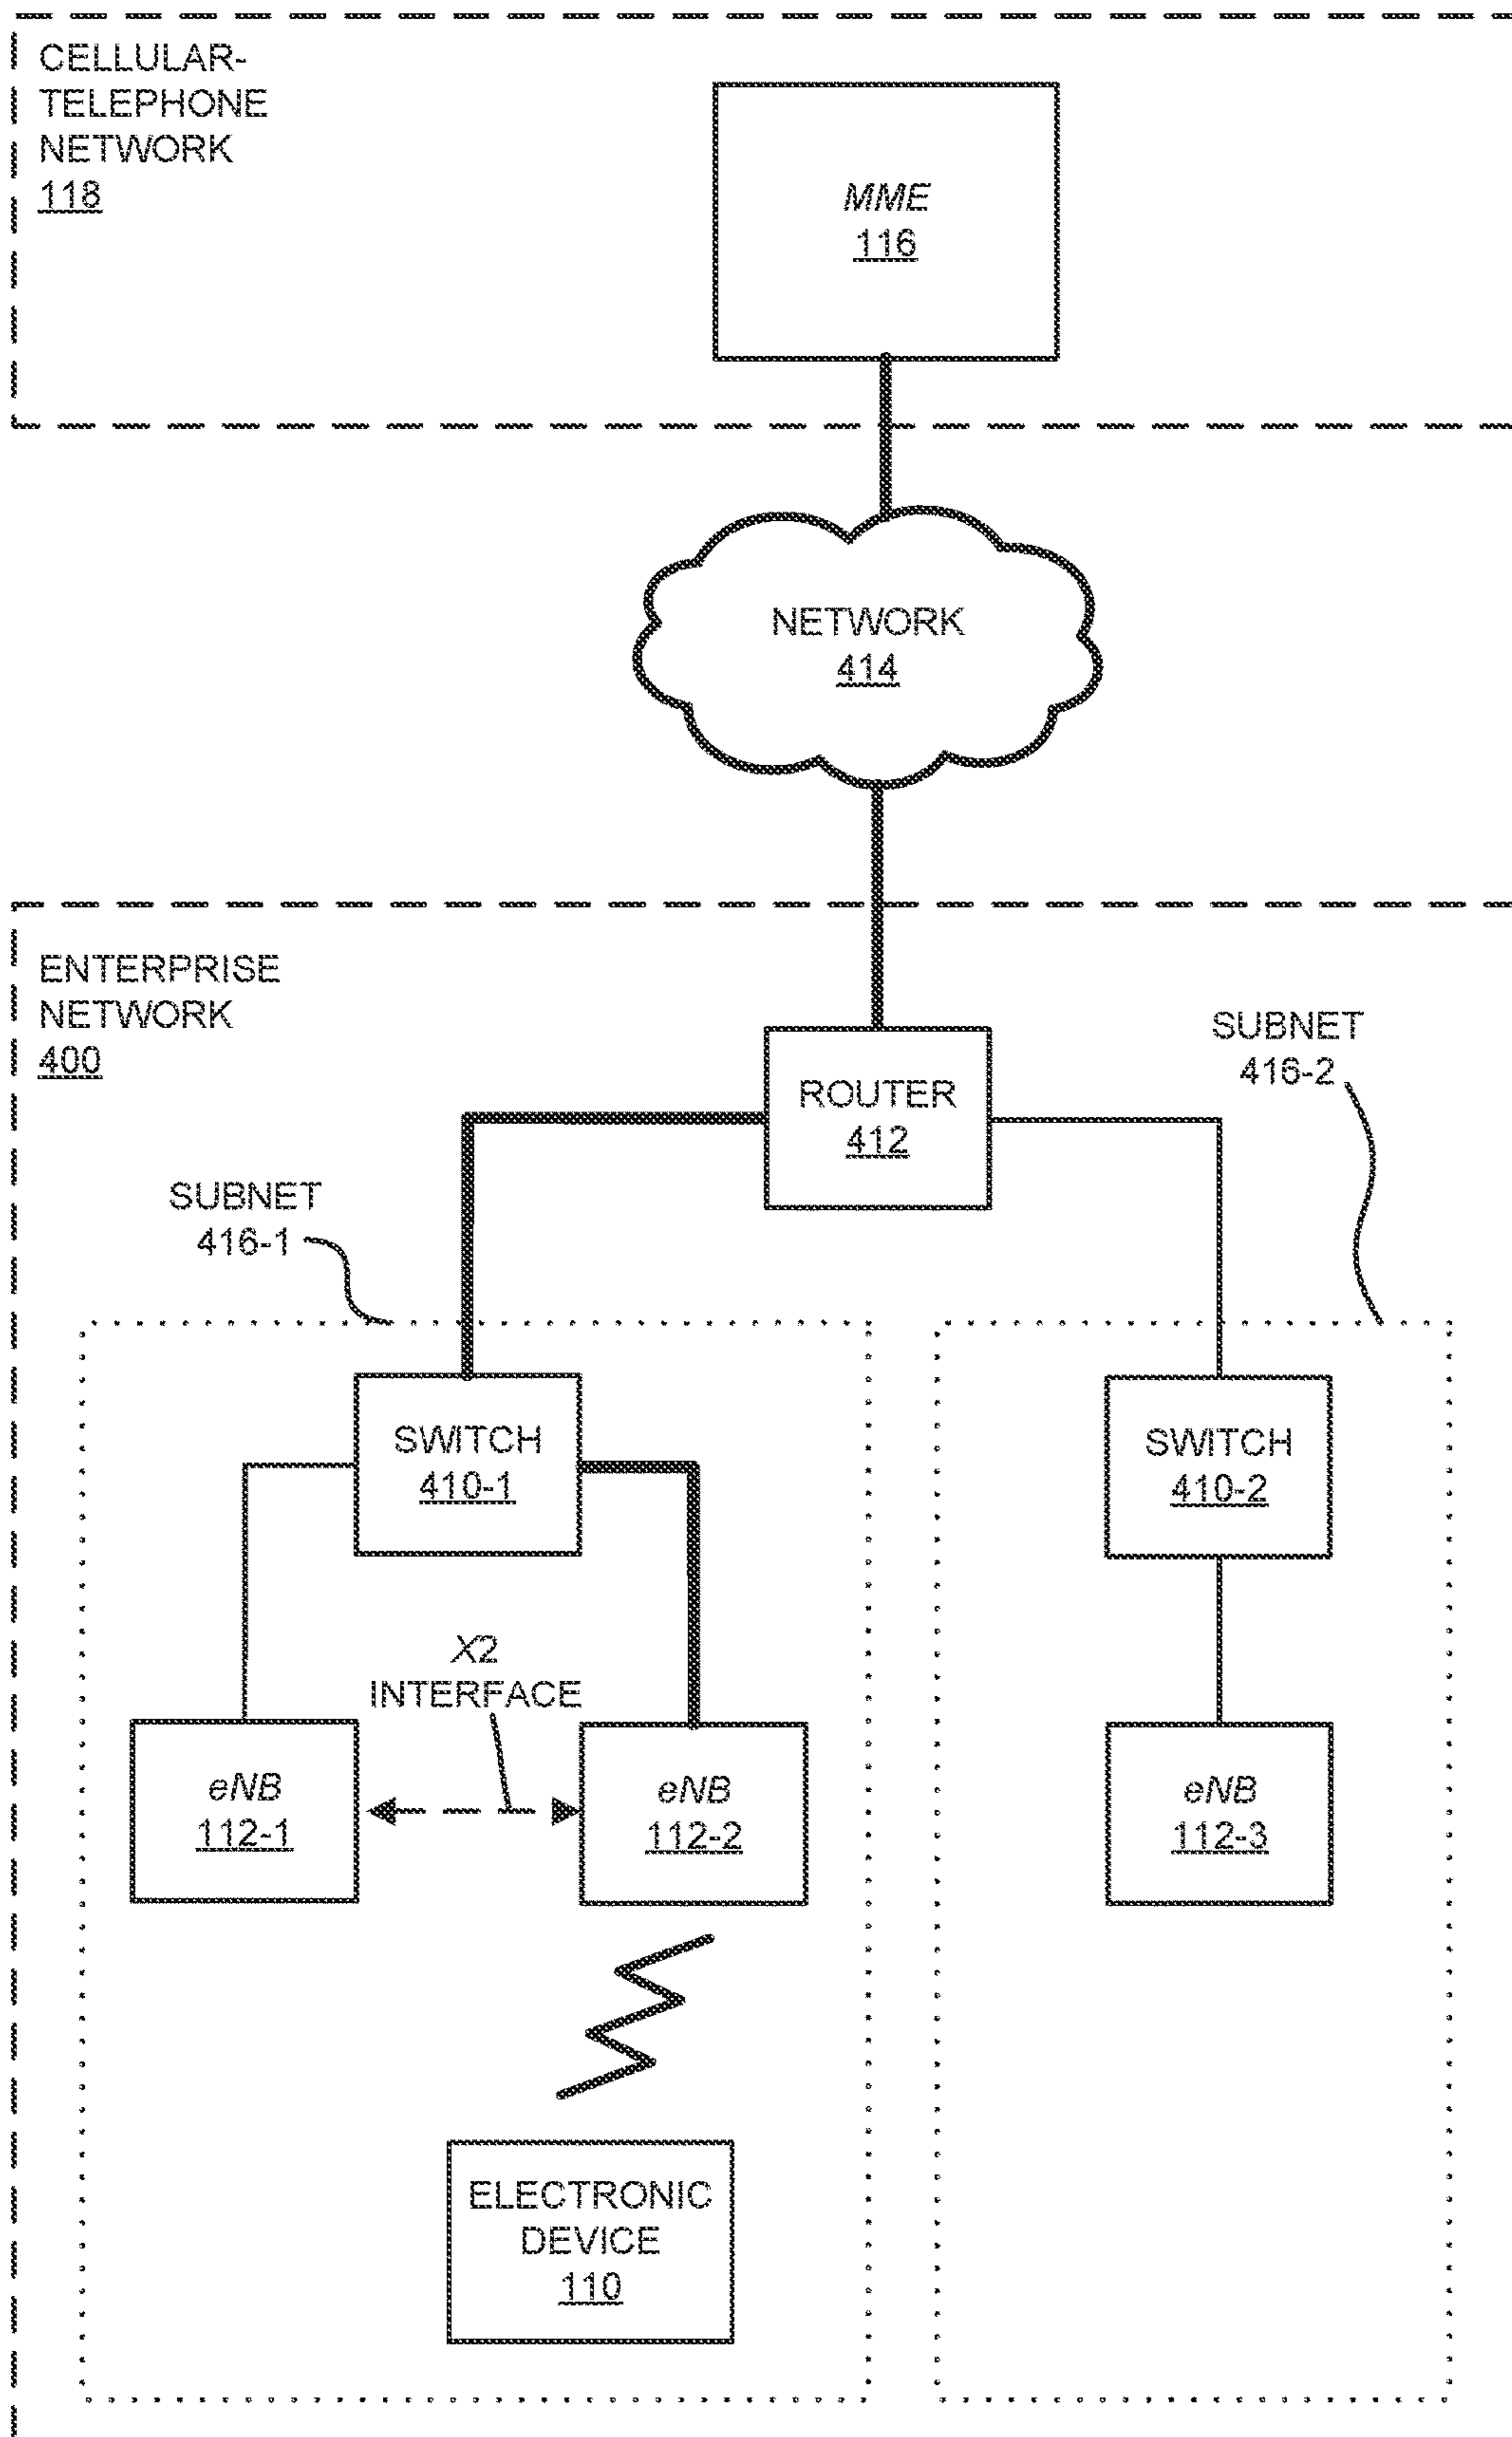 CELLULAR-
TELEPHONE
NETWORK
118
MME
116
NETWORK
414
ENTERPRISE
NETWORK
400
SUBNET
416-2
ROUTER
412
SUBNET
416-1
SWITCH
410-1
SWITCH
410-2
X2
INTERFACE
eNB
112-1
eNB
112-2
eNB
112-3
ELECTRONIC
DEVICE
110